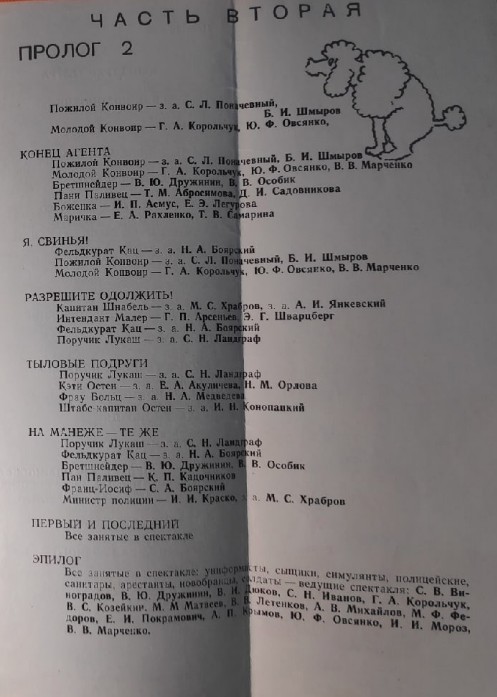 ЧАСТЬ ВТОРАЯ
ПРОЛОГ 2
Пожилой Конвоир — з. а. С. Л. Поначевный,
Б. И. Шмыров
Молодой Конвоир — Г. А. Корольчук, Ю. Ф. Овсянко,
КОНЕЦ АГЕНТА
Пожилой Конвоир — з. а. С. Л. Поначевный, Б. И. Шмыров
Молодой Конвоир — Г. А. Корольчук, Ю. Ф. Овсянко, В. В. Марченко
Бретшнейдер — В. Ю. Дружинин, В. В. Особик
Пани Паливец — Т. М. Абросимова, Д. И. Садовникова
Боженка — И. П. Асмус, Е. Э. Легурова
Маричка — Е. Л. Рахленко, Т. В. Самарина
Я, СВИНЬЯ!
Фельдкурат Кац — з. а. Н. А. Боярский
Пожилой Конвоир — з. а. С. Л. Поначевный, Б. И. Шмыров
Молодой Конвоир — Г. А. Корольчук, Ю. Ф. Овсянко, В. В. Марченко
РАЗРЕШИТЕ ОДОЛЖИТЬ!
Капитан Шнабель — з. а. М. С. Храбров, з. а. А. И. Янкевский
Интендант Малер — Г. П. Арсеньев, Э. Г. Шварцберг
Фельдкурат Кац — з. а. Н. А. Боярский
Поручик Лукаш — з. а. С. Н. Ландграф
ТЫЛОВЫЕ ПОДРУГИ
Поручик Лукаш — з. а. С. Н. Ландграф
Кэти Остен — з. а. Е. А. Акуличева, Н. М. Орлова
Фрау Больц — з. а. Н. Л. Медведева
Штабс-капитан Остен — з. а. И. Н. Конопацкий
НА МАНЕЖЕ — ТЕ ЖЕ
Поручик Лукаш — з. а. С. Н. Ландграф
Фельдкурат Кац — з. а. Н. А. Боярский
Бретшнейдер — В. Ю. Дружинин, В. В. Особик
Пан Паливец — К. П. Кадочников
Франц-Иосиф — С. А. Боярский
Министр полиции — И. И. Краско, з. а. М. С. Храбров
ПЕРВЫЙ И ПОСЛЕДНИЙ
Все занятые в спектакле
ЭПИЛОГ
Все занятые в спектакле: униформисты, сыщики, симулянты, полицейские,
санитары, арестанты, новобранцы, солдаты — ведущие спектакля: С. В. Ви-
ноградов, В. Ю. Дружинин, В. И. Дюков, С. Н. Иванов, Г. А. Корольчук,
В. С. Козейкин, М. М Матвеев, В. В. Летенков, А. В. Михайлов, М. Ф. Фе-
доров, Е. И. Покрамович, А. П. Крымов, Ю. Ф. Овсянко, И. И. Мороз,
В. В. Марченко.